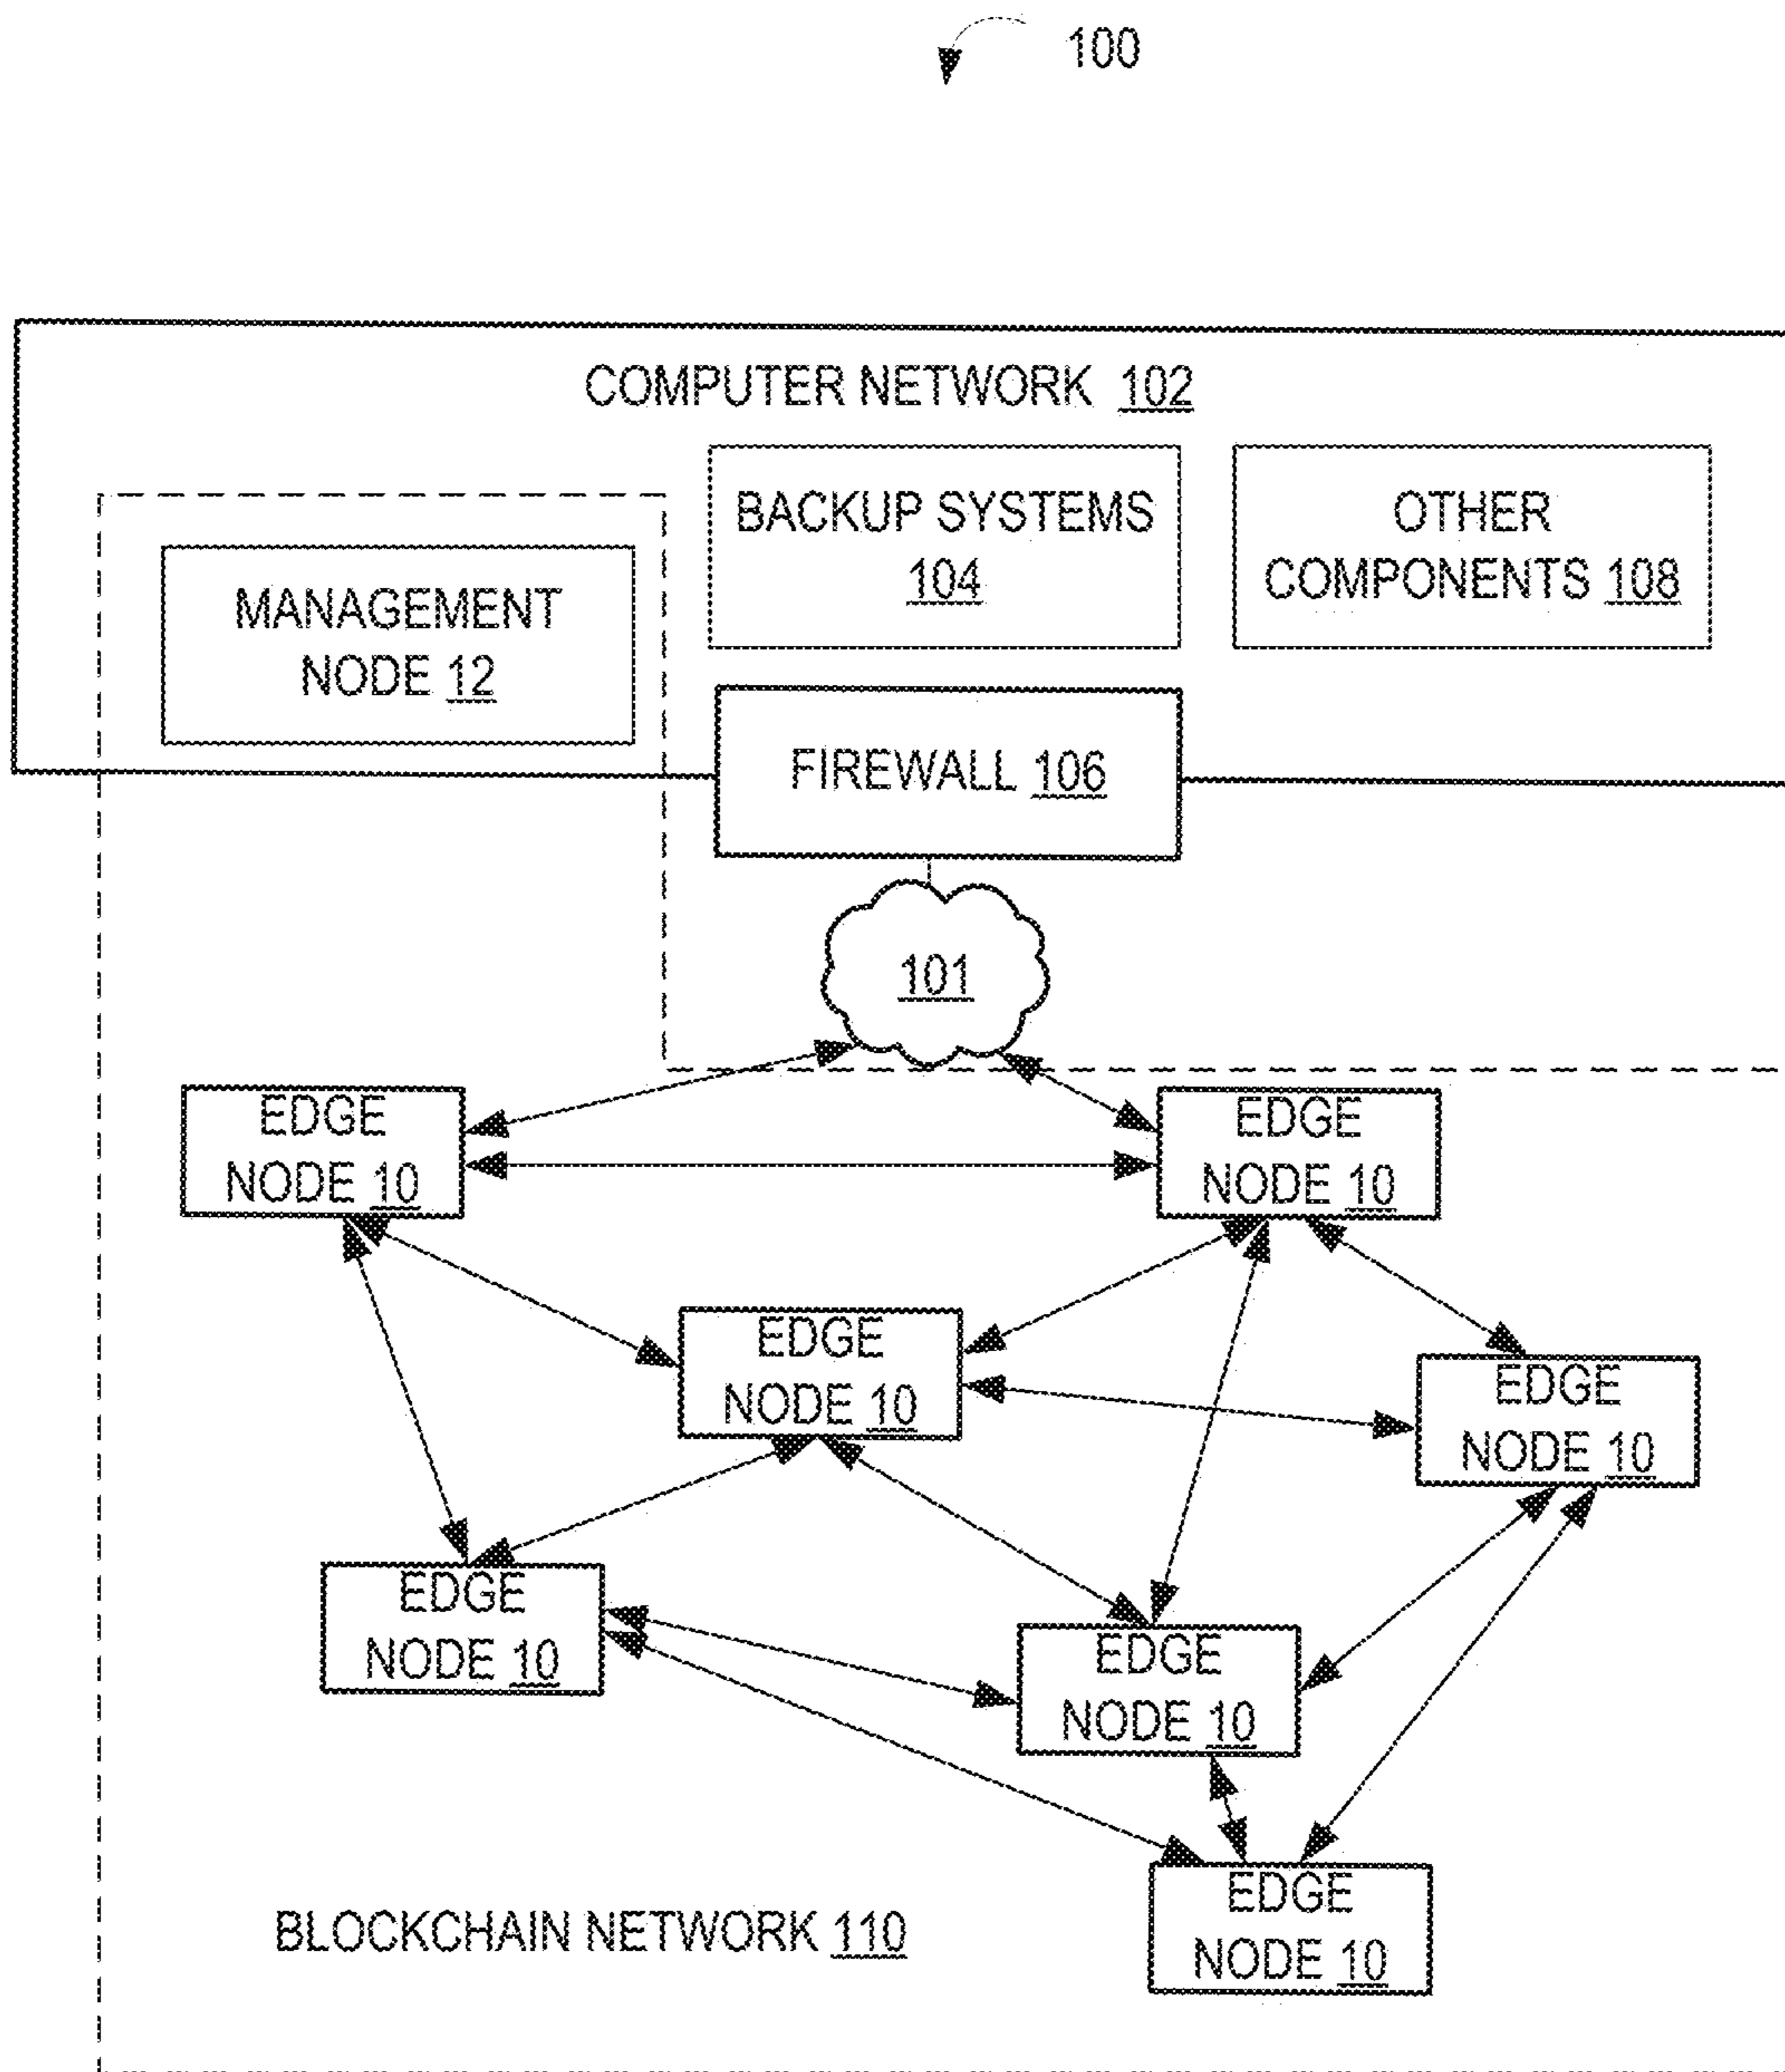 100
COMPUTER NETWORK 102
BACKUP SYSTEMS
104
OTHER
COMPONENTS 108
MANAGEMENT
NODE 12
FIREWALL 106
101
EDGE
NODE 10
EDGE
NODE 10
EDGE
NODE 10
EDGE
NODE 10
EDGE
NODE 10
EDGE
NODE 10
EDGE
NODE 10
BLOCKCHAIN NETWORK 110